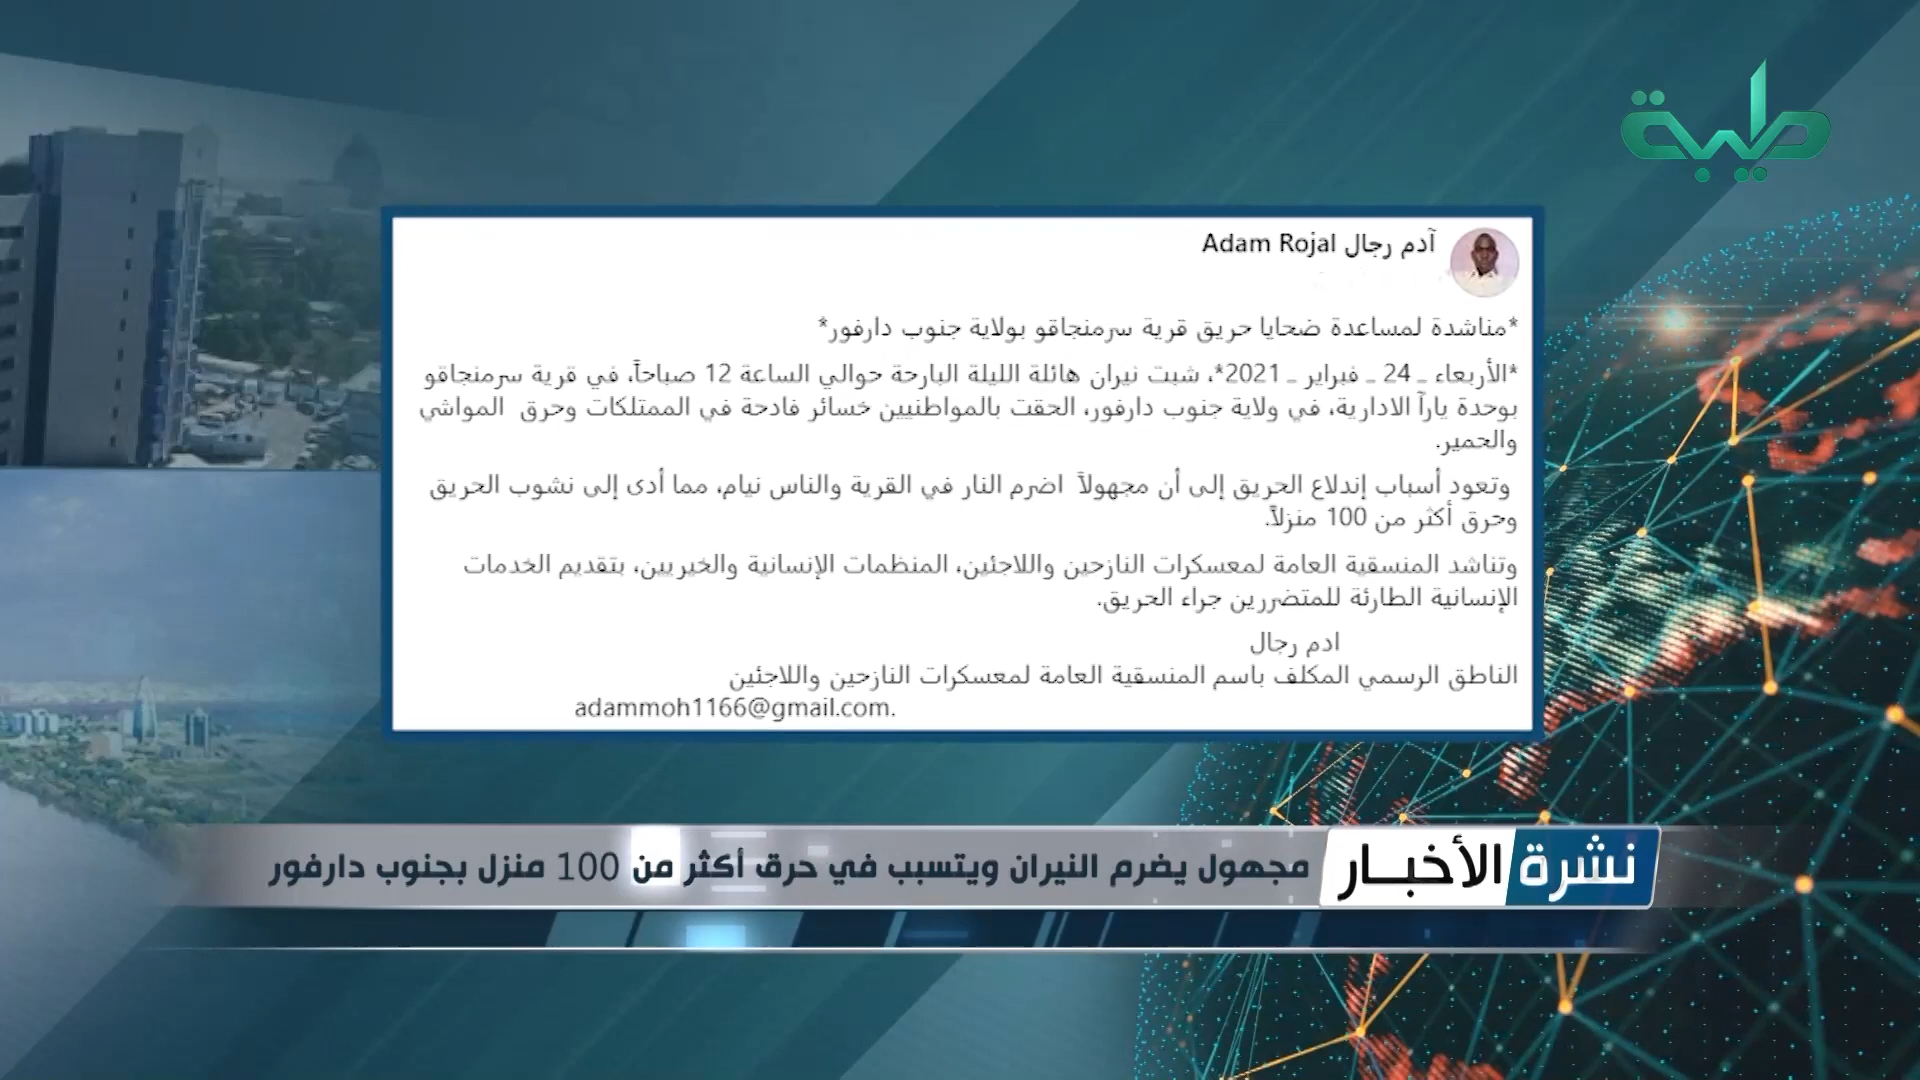 طيبة
آدم رجال Adam Rojal
*مناشدة لمساعدة ضحايا حريق قرية سرمنجاقو بولاية جنوب دارفور*
*الأربعاء _ 24 _ فبراير _ 2021*، شبت نيران هائلة الليلة البارحة حوالي الساعة 12 صباحاً، في قرية سرمنجاقو
بوحدة ياراَ الادارية، في ولاية جنوب دارفور، الحقت بالمواطنيين خسائر فادحة في الممتلكات وحرق المواشي
والحمير.
وتعود أسباب إندلاع الحريق إلى أن مجهولاً اضرم النار في القرية والناس نيام، مما أدى إلى نشوب الحريق
وحرق أكثر من 100 منزلاً.
وتناشد المنسقية العامة لمعسكرات النازحين واللاجئين، المنظمات الإنسانية والخيريين، بتقديم الخدمات
الإنسانية الطارئة للمتضررين جراء الحريق.
ادم رجال
الناطق الرسمي المكلف باسم المنسقية العامة لمعسكرات النازحين واللاجئين
adammoh1166@gmail.com.
نشرة الأخبار
مجهول يضرم النيران ويتسبب في حرق أكثر من 100 منزل بجنوب دارفور